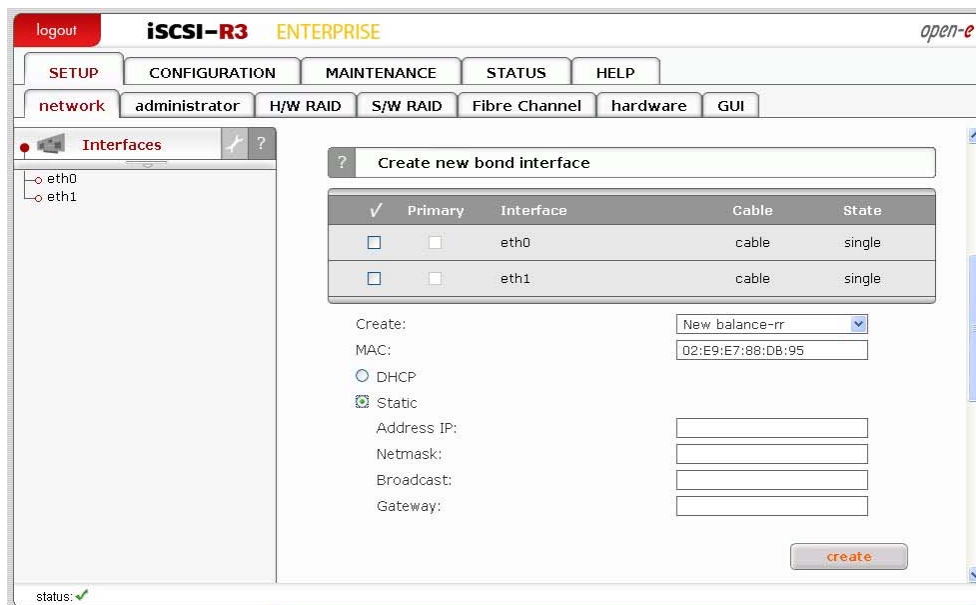 logout iSCSI-R3 ENTERPRISE open-e
SETUP CONFIGURATION MAINTENANCE STATUS HELP
network administrator H/W RAID S/W RAID Fibre Channel hardware GUI
Interfaces ?
eth0
eth1
? Create new bond interface
√ Primary Interface Cable State
eth0 cable single
eth1 cable single
Create: New balance-rr
MAC: 02:E9:E7:88:DB:95
DHCP
Static
Address IP:
Netmask:
Broadcast:
Gateway:
create
status: